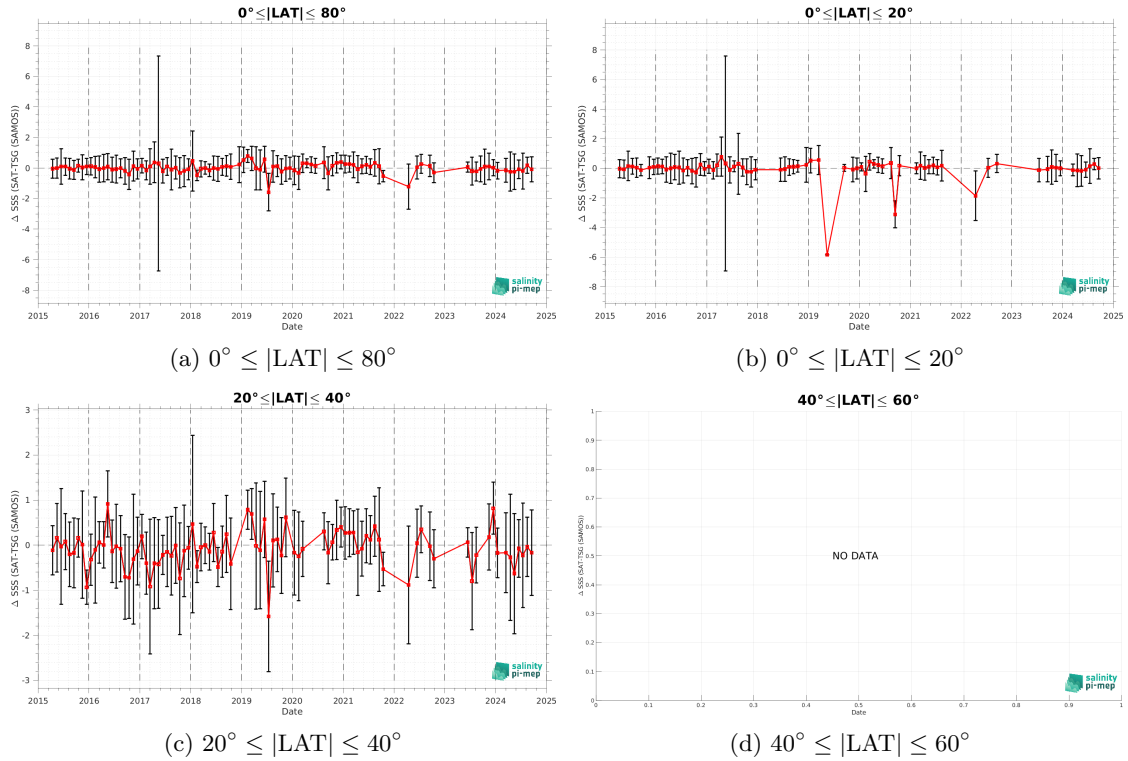 0°≤|LAT|≤ 80°
Δ SSS (SAT-TSG (SAMOS))
8
6
4
2
0
-2
-4
-6
-8
2015 2016 2017 2018 2019 2020 2021 2022 2023 2024 2025
Date
salinity
pi-mep
(a) 0° ≤ |LAT| ≤ 80°
0°≤|LAT|≤ 20°
Δ SSS (SAT-TSG (SAMOS))
8
6
4
2
0
-2
-4
-6
-8
2015 2016 2017 2018 2019 2020 2021 2022 2023 2024 2025
Date
salinity
pi-mep
(b) 0° ≤ |LAT| ≤ 20°
20°≤|LAT|≤ 40°
Δ SSS (SAT-TSG (SAMOS))
3
2
1
0
-1
-2
-3
2015 2016 2017 2018 2019 2020 2021 2022 2023 2024 2025
Date
salinity
pi-mep
(c) 20° ≤ |LAT| ≤ 40°
40°≤|LAT|≤ 60°
Δ SSS (SAT-TSG (SAMOS))
1
0.9
0.8
0.7
0.6
0.5
0.4
0.3
0.2
0.1
0
NO DATA
0 0.1 0.2 0.3 0.4 0.5 0.6 0.7 0.8 0.9 1
Date
salinity
pi-mep
(d) 40° ≤ |LAT| ≤ 60°